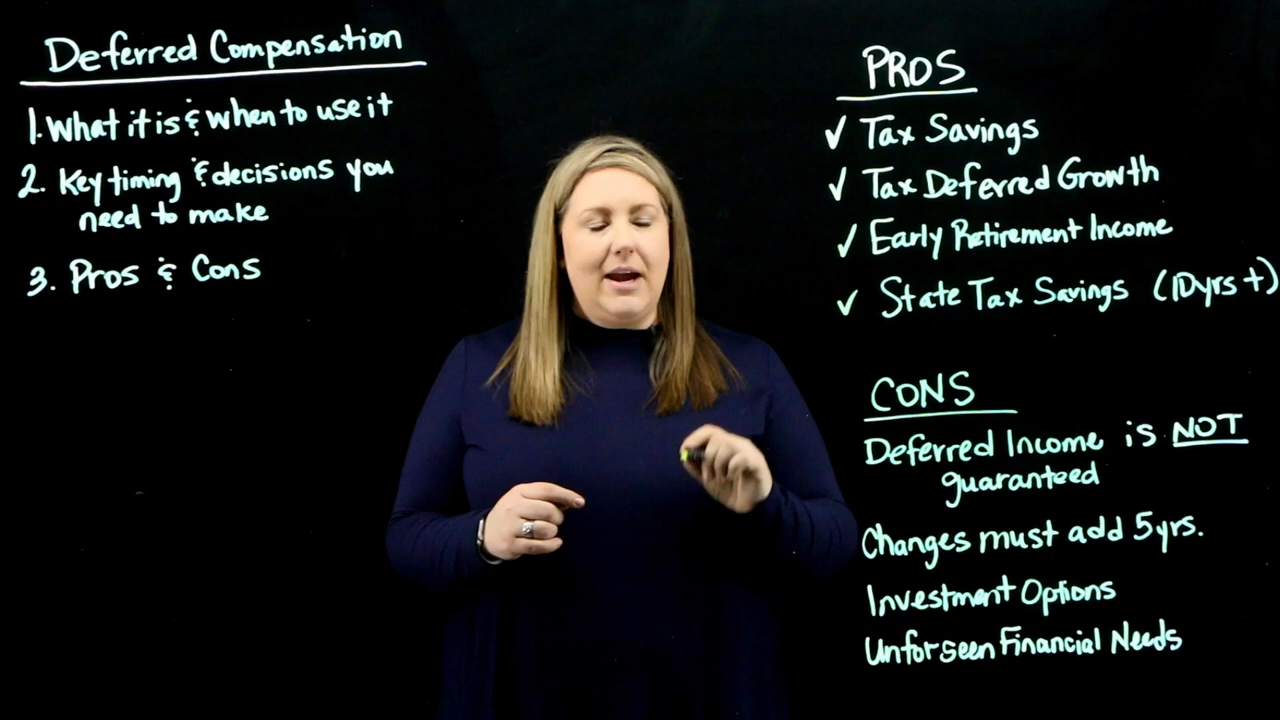 Deferred Compensation
1. What it is & when to use it
2. Key timing & decisions you
need to make
3. Pros & Cons
PROS
✓ Tax Savings
✓ Tax Deferred Growth
✓ Early Retirement Income
✓ State Tax Savings (10yrs+)
CONS
Deferred Income is NOT
guaranteed
Changes must add 5yrs.
Investment Options
Unforseen Financial Needs